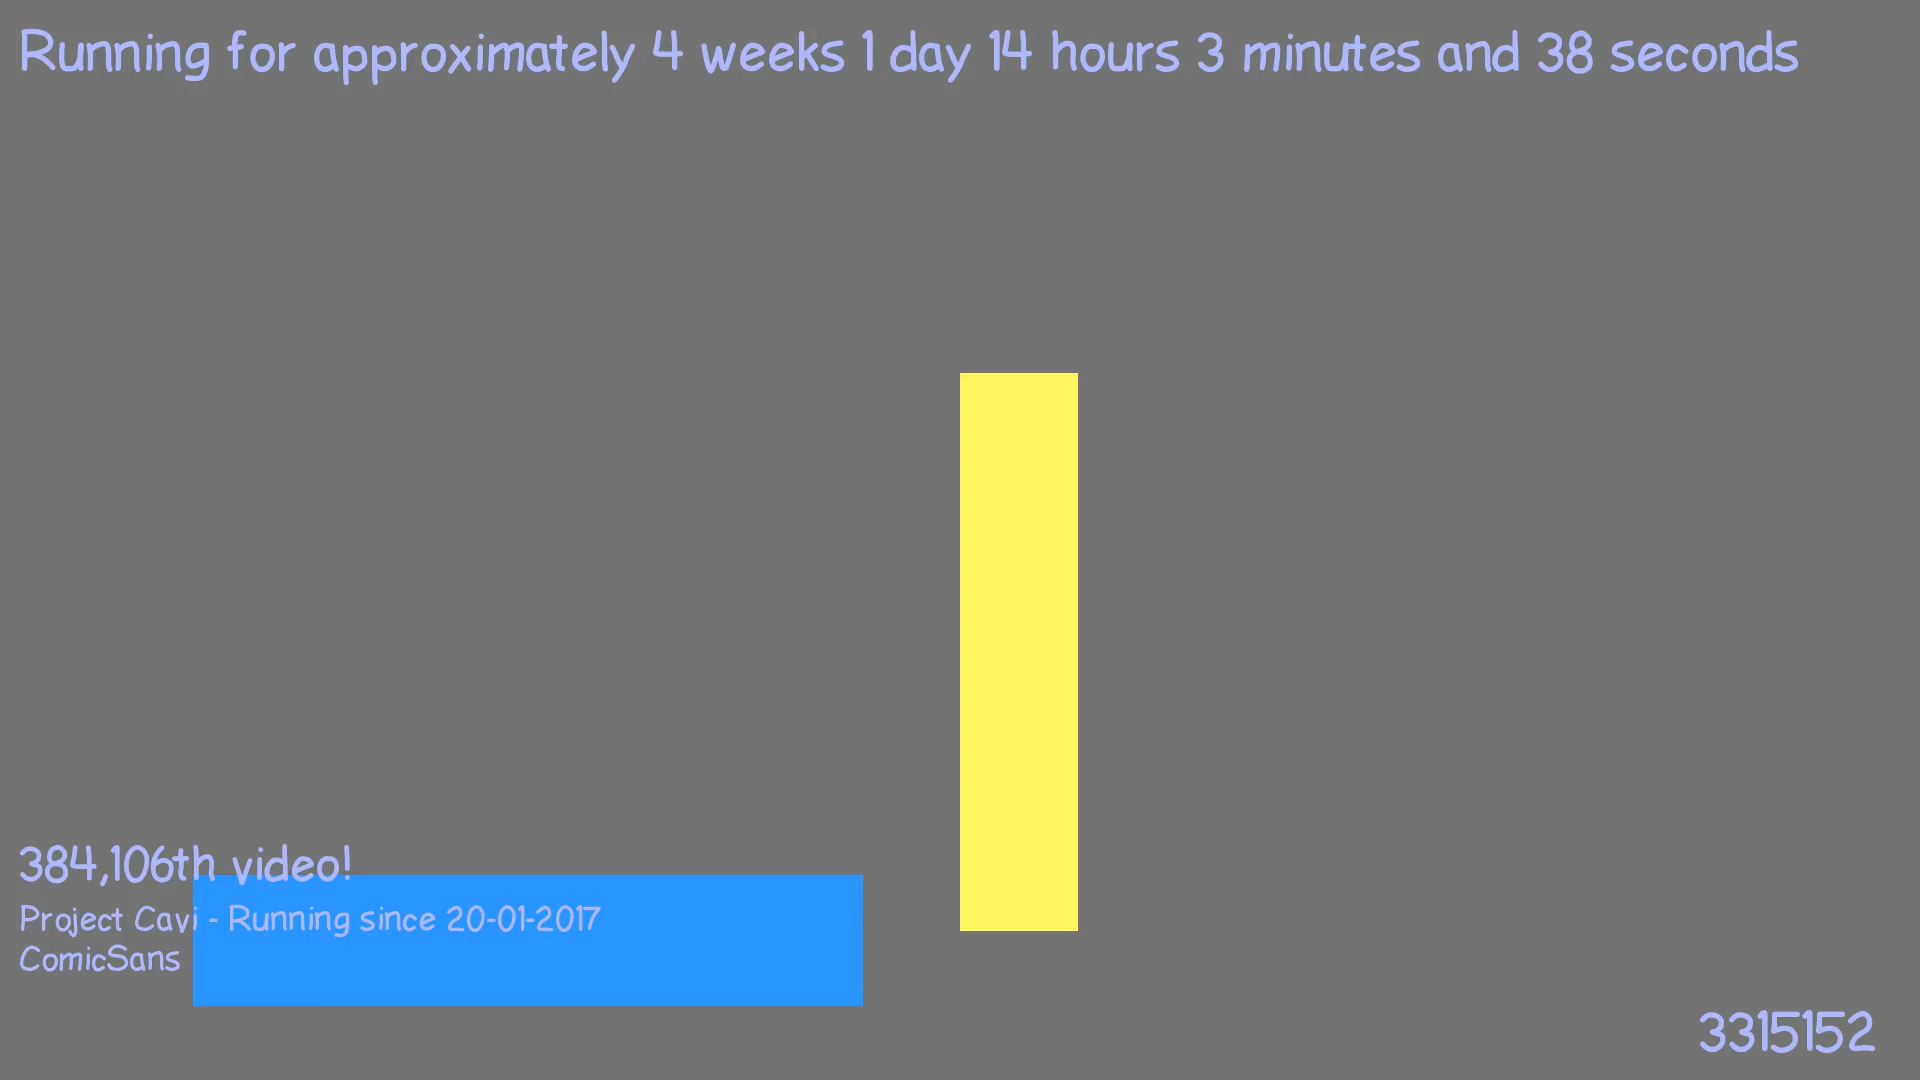 Running for approximately 4 weeks 1 day 14 hours 3 minutes and 38 seconds
384,106th video!
Project Cavi - Running since 20-01-2017
ComicSans
3315152